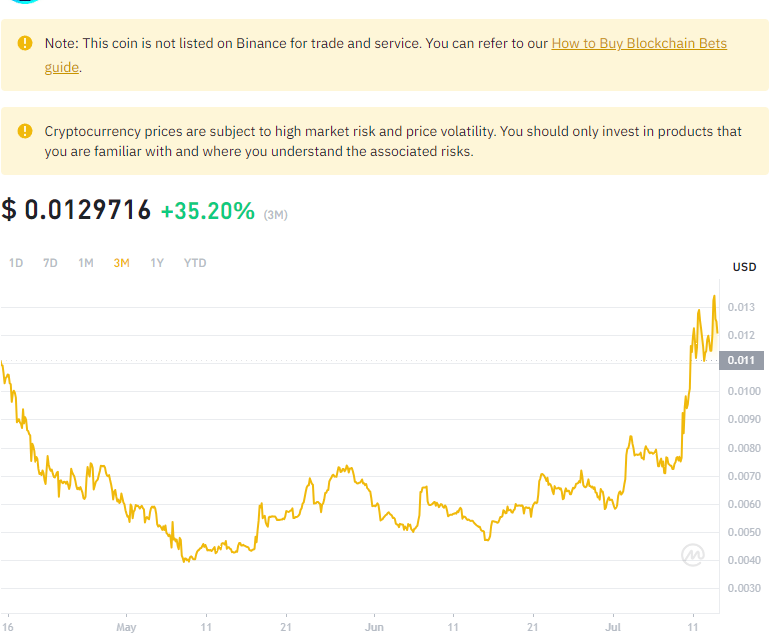 Note: This coin is not listed on Binance for trade and service. You can refer to our How to Buy Blockchain Bets
guide.
Cryptocurrency prices are subject to high market risk and price volatility. You should only invest in products that
you are familiar with and where you understand the associated risks.
$ 0.0129716 +35.20% (3M)
1D 7D 1M 3M 1Y YTD
USD
0.013
0.012
0.011
0.0100
0.0090
0.0080
0.0070
0.0060
0.0050
0.0040
0.0030
16 May 11 21 Jun 11 21 Jul 11